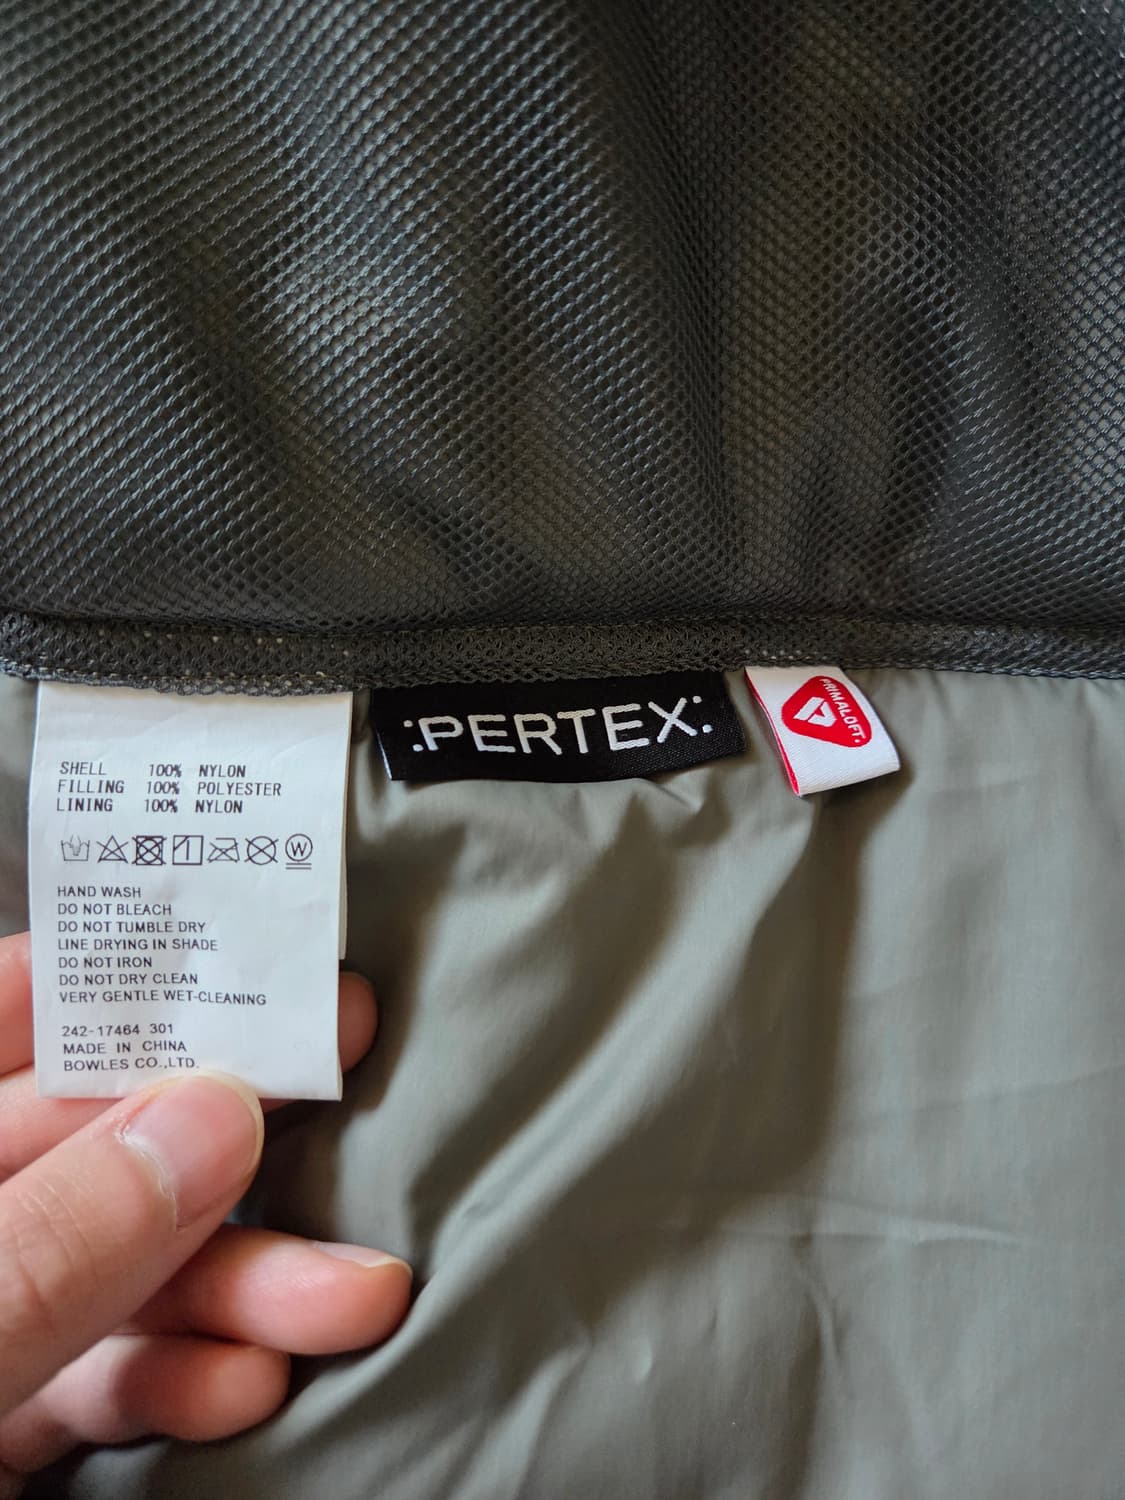 SHELL 100% NYLON
FILLING 100% POLYESTER
LINING 100% NYLON
W
HAND WASH
DO NOT BLEACH
DO NOT TUMBLE DRY
LINE DRYING IN SHADE
DO NOT IRON
DO NOT DRY CLEAN
VERY GENTLE WET-CLEANING
242-17464 301
MADE IN CHINA
BOWLES CO.,LTD.
:PERTEX:
PRIMALOFT.